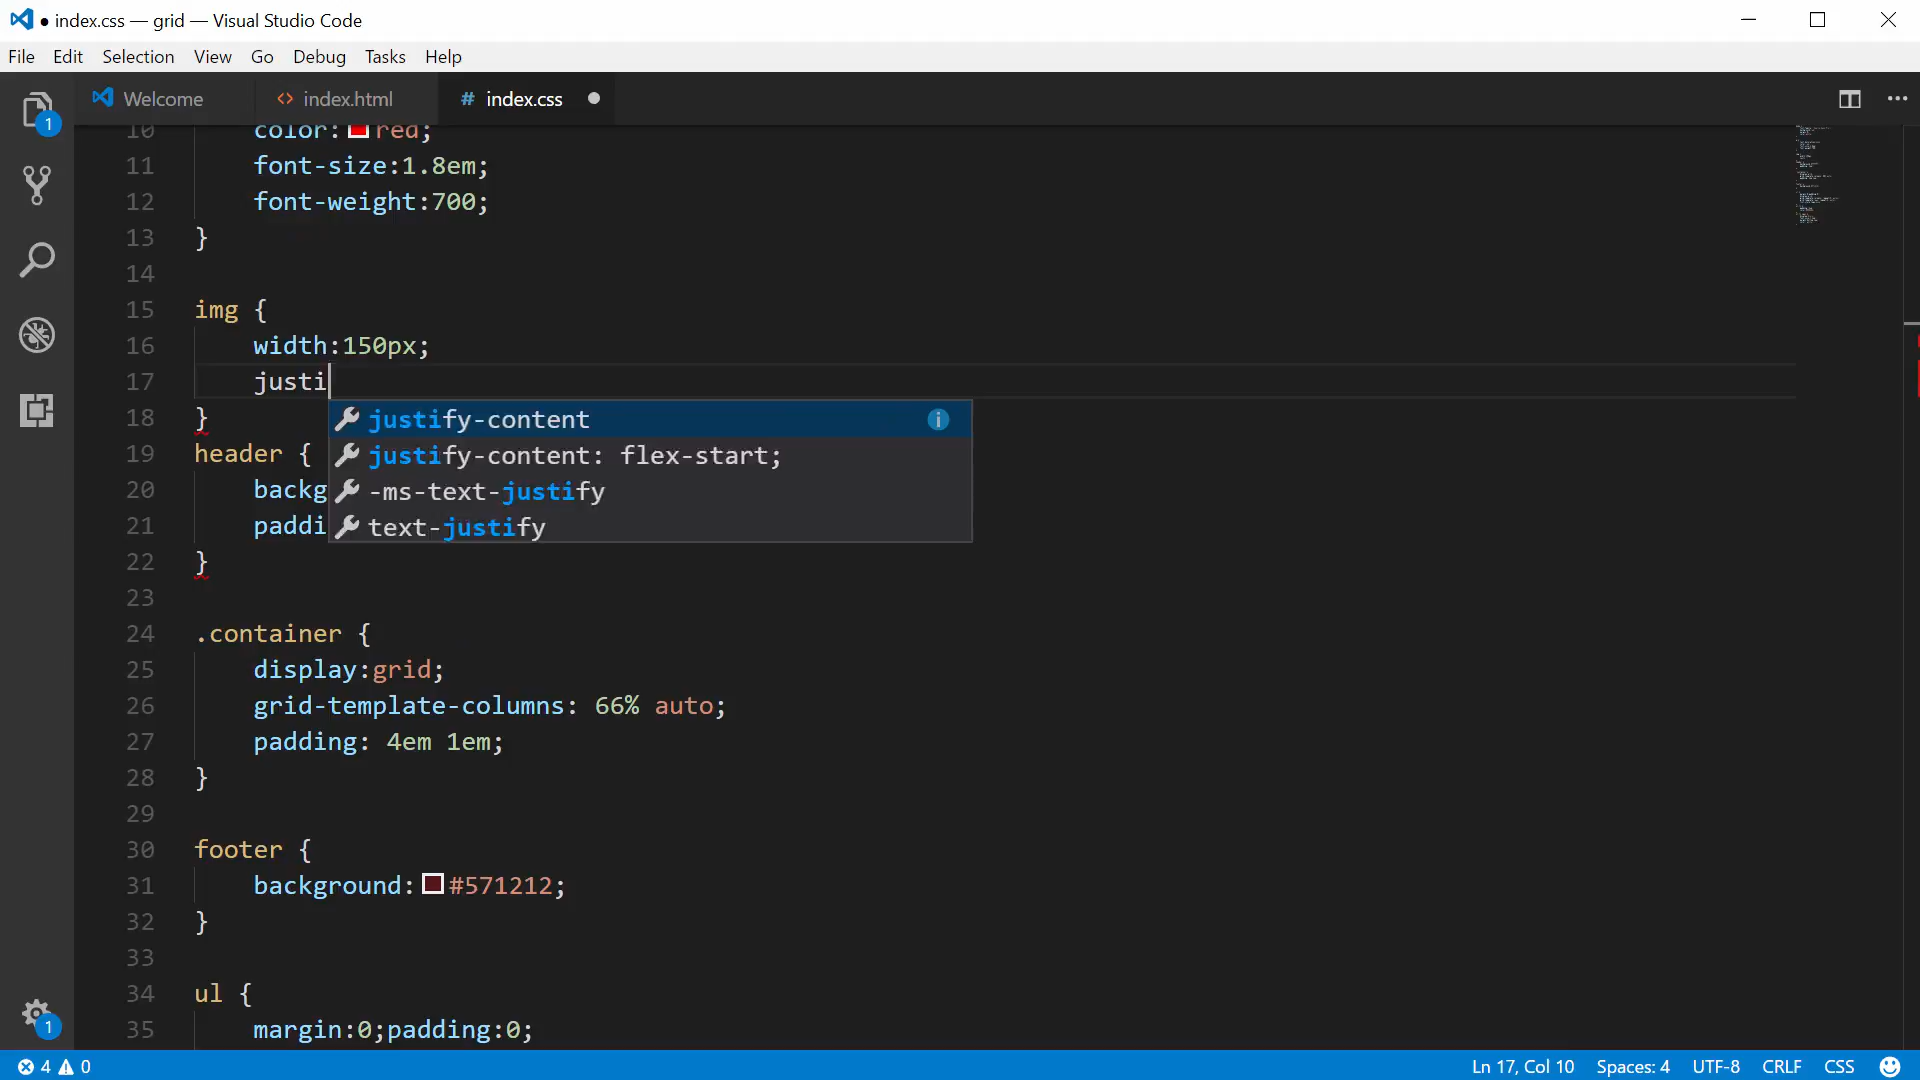 ● index.css — grid — Visual Studio Code
File Edit Selection View Go Debug Tasks Help
1
Welcome
<> index.html
# index.css ●
10 color: red;
11 font-size:1.8em;
12 font-weight:700;
13 }
14
15 img {
16 width:150px;
17 justi
justify-content
justify-content: flex-start;
-ms-text-justify
text-justify
18 }
19 header {
20 backg
21 paddi
22 }
23
24 .container {
25 display:grid;
26 grid-template-columns: 66% auto;
27 padding: 4em 1em;
28 }
29
30 footer {
31 background: #571212;
32 }
33
34 ul {
35 margin:0;padding:0;
1
4 0 Ln 17, Col 10 Spaces: 4 UTF-8 CRLF CSS